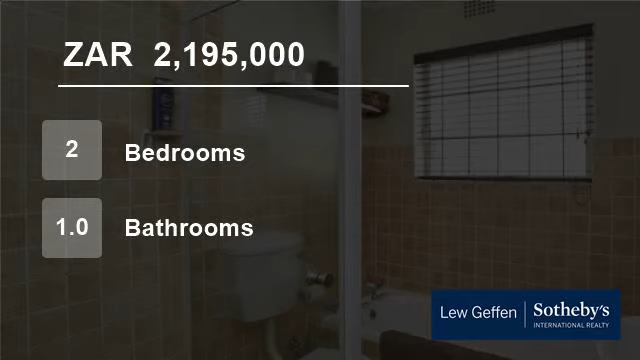 ZAR 2,195,000
2 Bedrooms
1.0 Bathrooms
Lew Geffen | Sotheby's
INTERNATIONAL REALTY